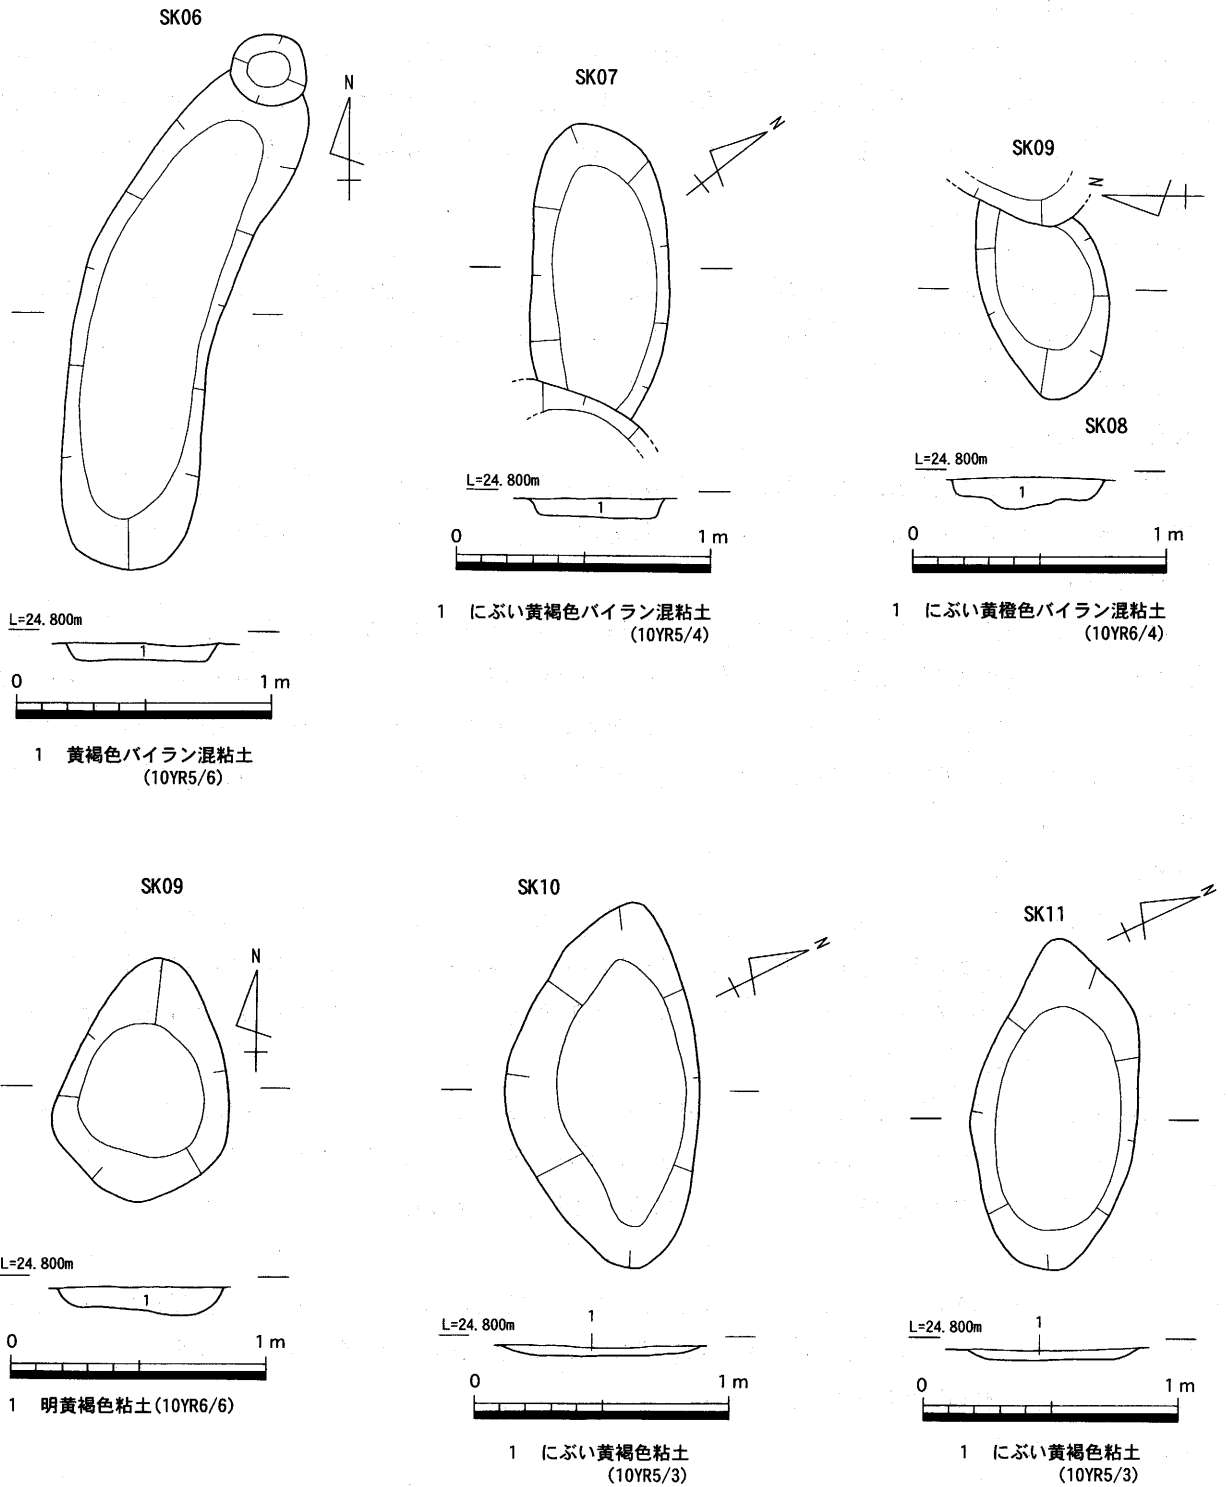 SK06
N
L=24.800m
1
0 1m
1 黄褐色バイラン混粘土
(10YR5/6)
SK07
N
L=24.800m
1
0 1m
1 にぶい黄褐色バイラン混粘土
(10YR5/4)
SK09
N
SK08
L=24.800m
1
0 1m
1 にぶい黄橙色バイラン混粘土
(10YR6/4)
SK09
N
L=24.800m
1
0 1m
1 明黄褐色粘土(10YR6/6)
SK10
N
L=24.800m
1
0 1m
1 にぶい黄褐色粘土
(10YR5/3)
SK11
N
L=24.800m
1
0 1m
1 にぶい黄褐色粘土
(10YR5/3)